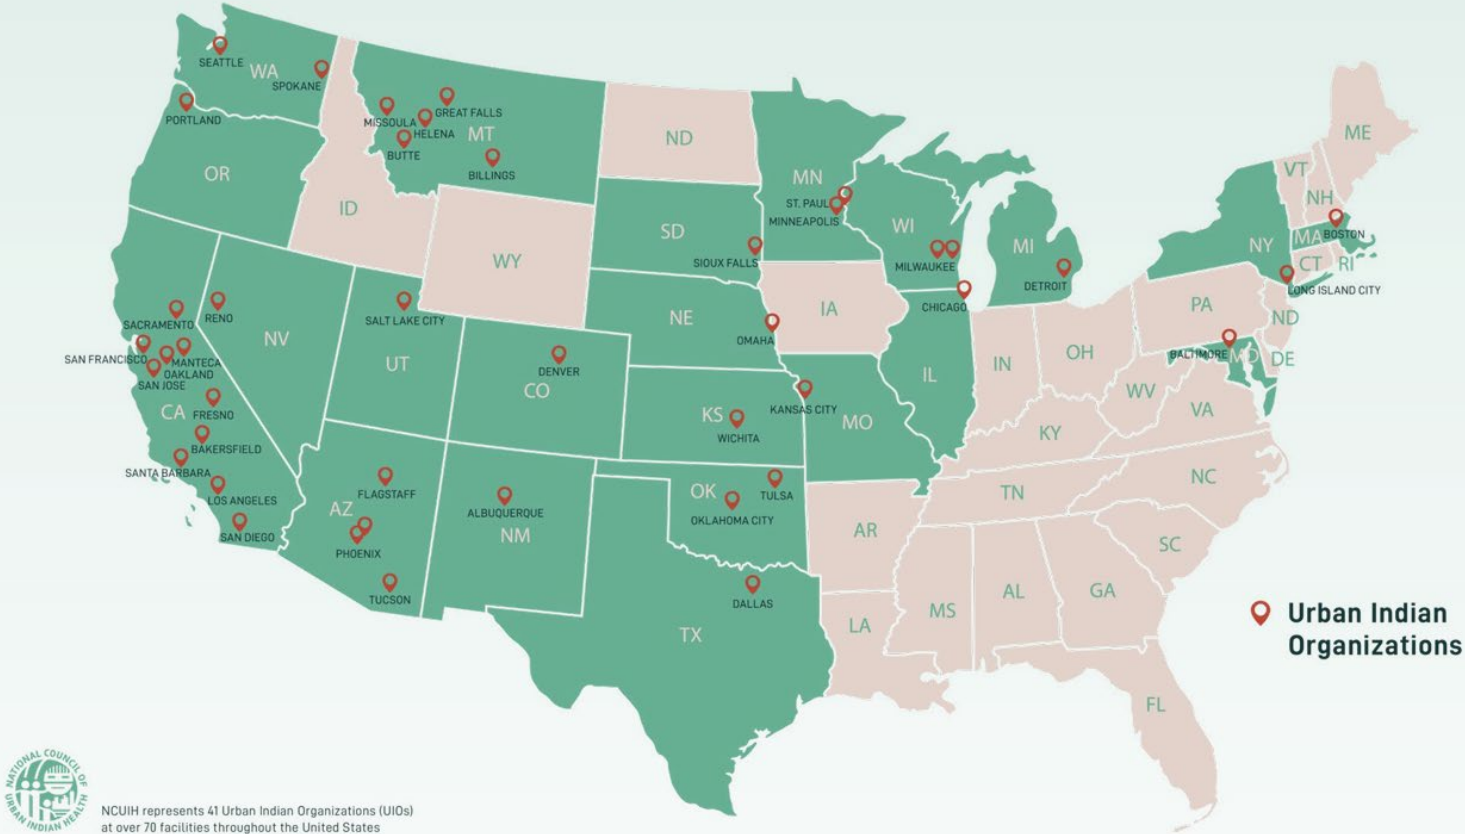 SEATTLE
WA
SPOKANE
PORTLAND
OR
MISSOULA
GREAT FALLS
HELENA
MT
BUTTE
BILLINGS
ID
WY
ND
SD
SIOUX FALLS
MN
ST. PAUL
MINNEAPOLIS
WI
MILWAUKEE
MI
DETROIT
CHICAGO
IA
NE
OMAHA
IL
IN
OH
ME
VT
NH
NY
MA
BOSTON
CT
RI
LONG ISLAND CITY
PA
ND
BALTIMORE
MD
DE
WV
VA
KY
NC
TN
SC
GA
AL
MS
AR
LA
FL
SACRAMENTO
RENO
NV
SAN FRANCISCO
MANTECA
OAKLAND
SAN JOSE
CA
FRESNO
BAKERSFIELD
SANTA BARBARA
LOS ANGELES
SAN DIEGO
SALT LAKE CITY
UT
DENVER
CO
KS
WICHITA
KANSAS CITY
MO
FLAGSTAFF
AZ
PHOENIX
TUCSON
ALBUQUERQUE
NM
OK
TULSA
OKLAHOMA CITY
DALLAS
TX
Urban Indian
Organizations
NATIONAL COUNCIL OF
URBAN INDIAN HEALTH
NCUIH represents 41 Urban Indian Organizations (UIOs)
at over 70 facilities throughout the United States